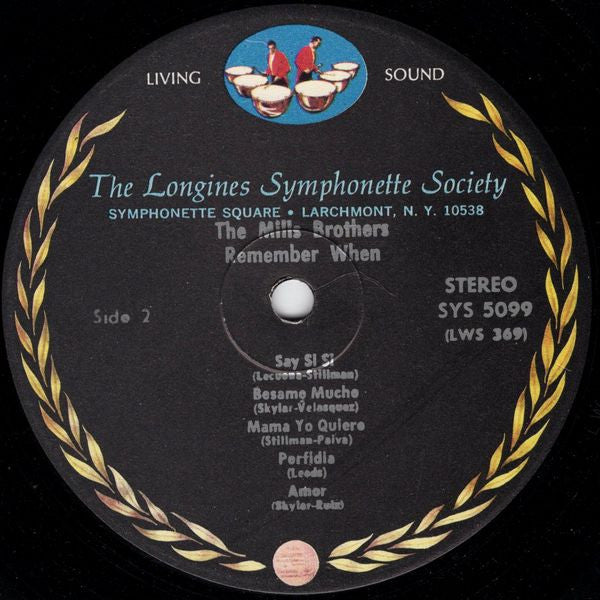 LIVING SOUND
The Longines Symphonette Society
SYMPHONETTE SQUARE • LARCHMONT, N. Y. 10538
The Mills Brothers
Remember When
Side 2
STEREO
SYS 5099
(LWS 369)
Say Si Si
(Lecuona-Stillman)
Besame Mucho
(Skylar-Velasquez)
Mama Yo Quiero
(Stillman-Paiva)
Perfidia
(Leeds)
Amor
(Skylar-Ruiz)